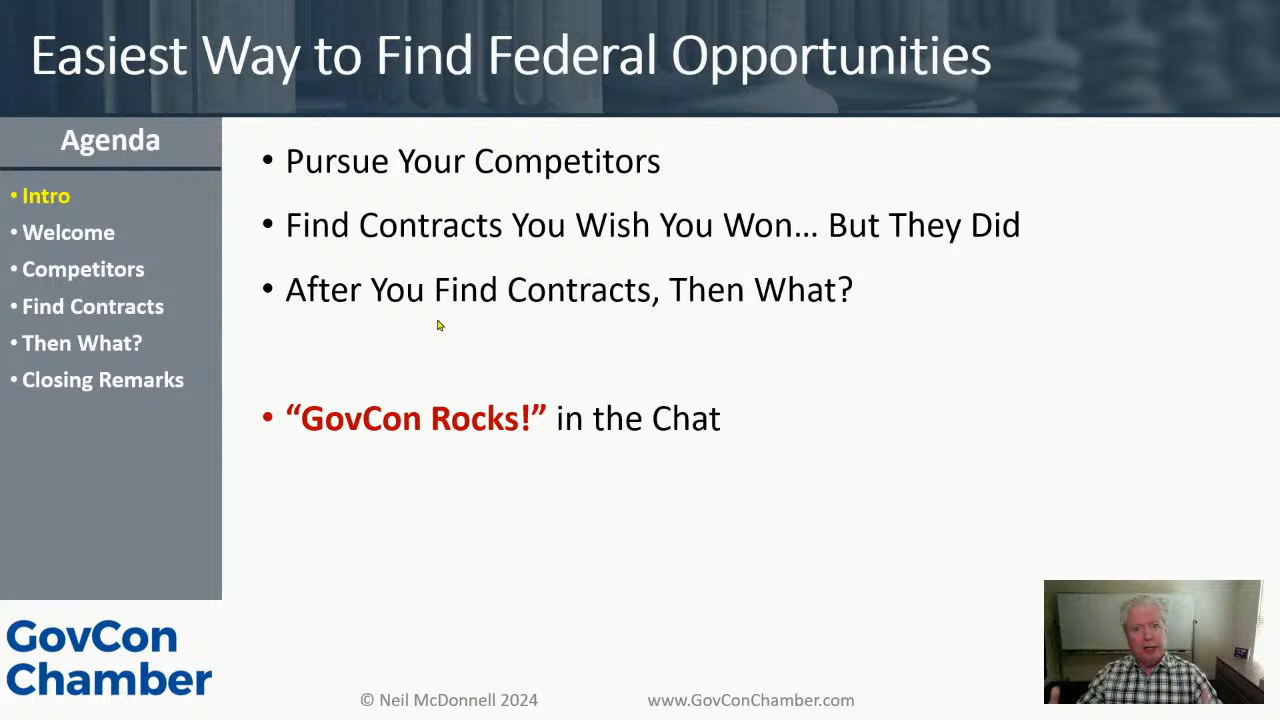 Easiest Way to Find Federal Opportunities
Agenda
• Intro
• Welcome
• Competitors
• Find Contracts
• Then What?
• Closing Remarks
• Pursue Your Competitors
• Find Contracts You Wish You Won... But They Did
• After You Find Contracts, Then What?
• “GovCon Rocks!” in the Chat
GovCon
Chamber
© Neil McDonnell 2024
www.GovConChamber.com